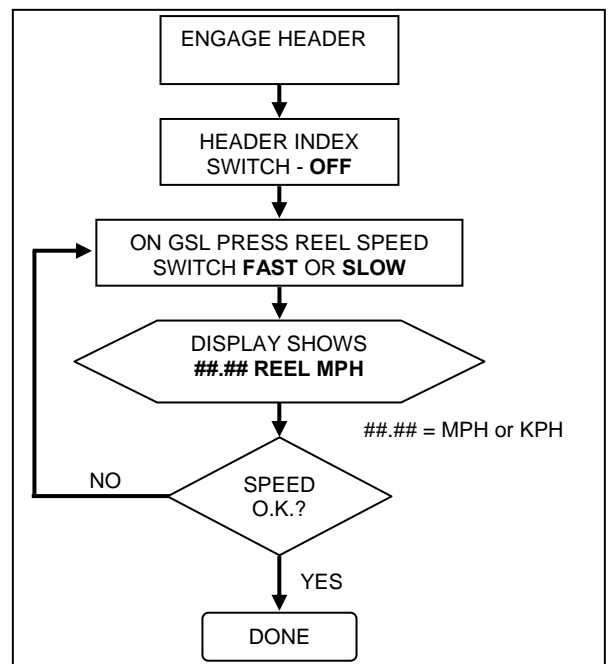 ENGAGE HEADER
HEADER INDEX
SWITCH - OFF
ON GSL PRESS REEL SPEED
SWITCH FAST OR SLOW
DISPLAY SHOWS
##.## REEL MPH
##.## = MPH or KPH
NO
SPEED
O.K.?
YES
DONE